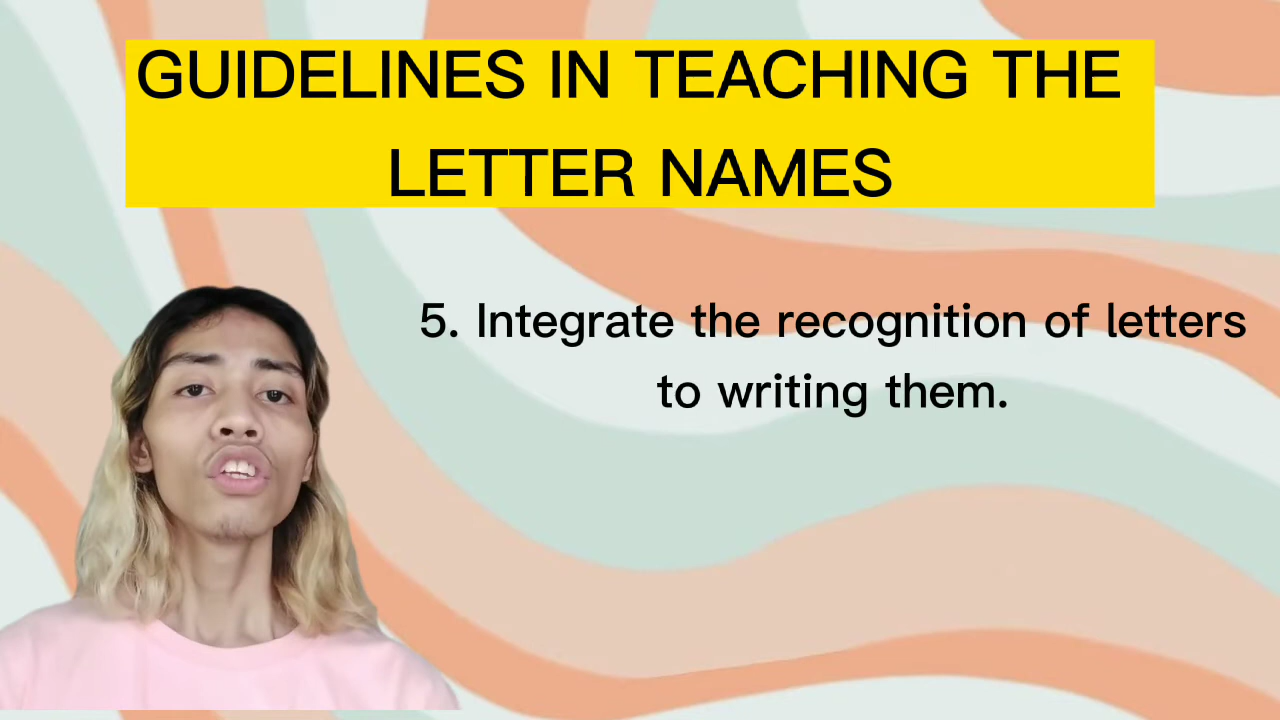 GUIDELINES IN TEACHING THE
LETTER NAMES
5. Integrate the recognition of letters
to writing them.